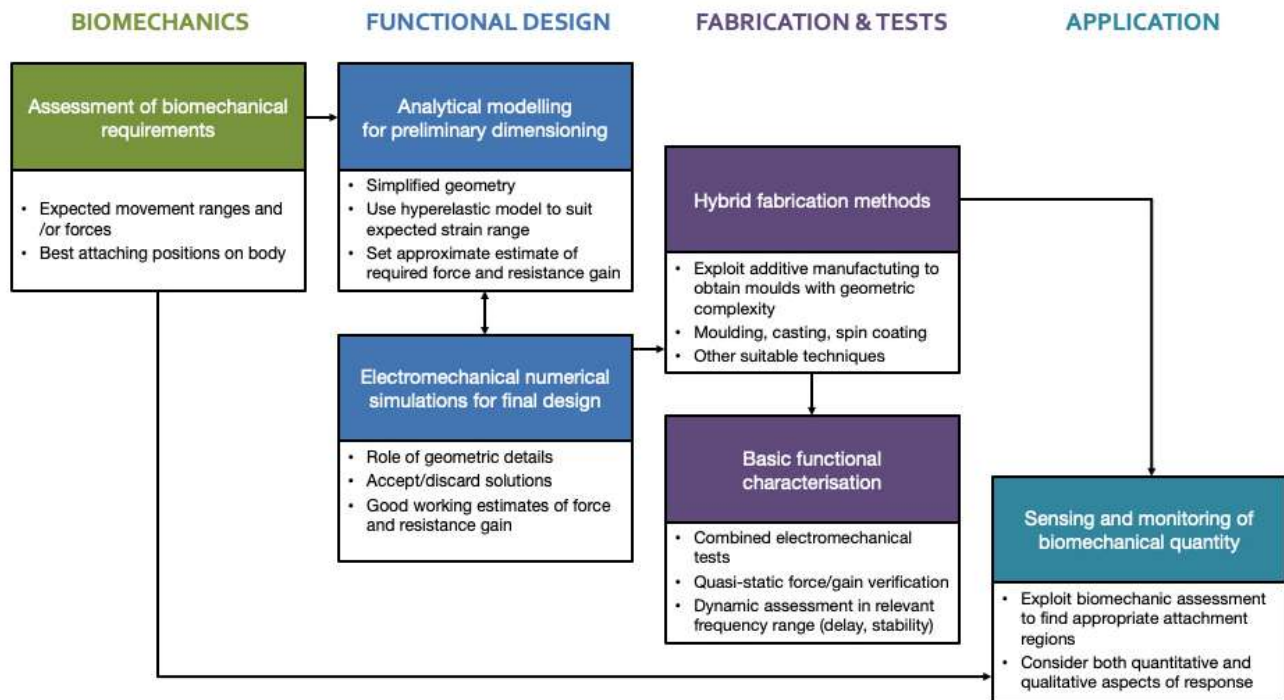 BIOMECHANICS
FUNCTIONAL DESIGN
FABRICATION & TESTS
APPLICATION
Assessment of biomechanical
requirements
• Expected movement ranges and
/or forces
• Best attaching positions on body
Analytical modelling
for preliminary dimensioning
• Simplified geometry
• Use hyperelastic model to suit
expected strain range
• Set approximate estimate of
required force and resistance gain
Electromechanical numerical
simulations for final design
• Role of geometric details
• Accept/discard solutions
• Good working estimates of force
and resistance gain
Hybrid fabrication methods
• Exploit additive manufactuting to
obtain moulds with geometric
complexity
• Moulding, casting, spin coating
• Other suitable techniques
Basic functional
characterisation
• Combined electromechanical
tests
• Quasi-static force/gain verification
• Dynamic assessment in relevant
frequency range (delay, stability)
Sensing and monitoring of
biomechanical quantity
• Exploit biomechanic assessment
to find appropriate attachment
regions
• Consider both quantitative and
qualitative aspects of response